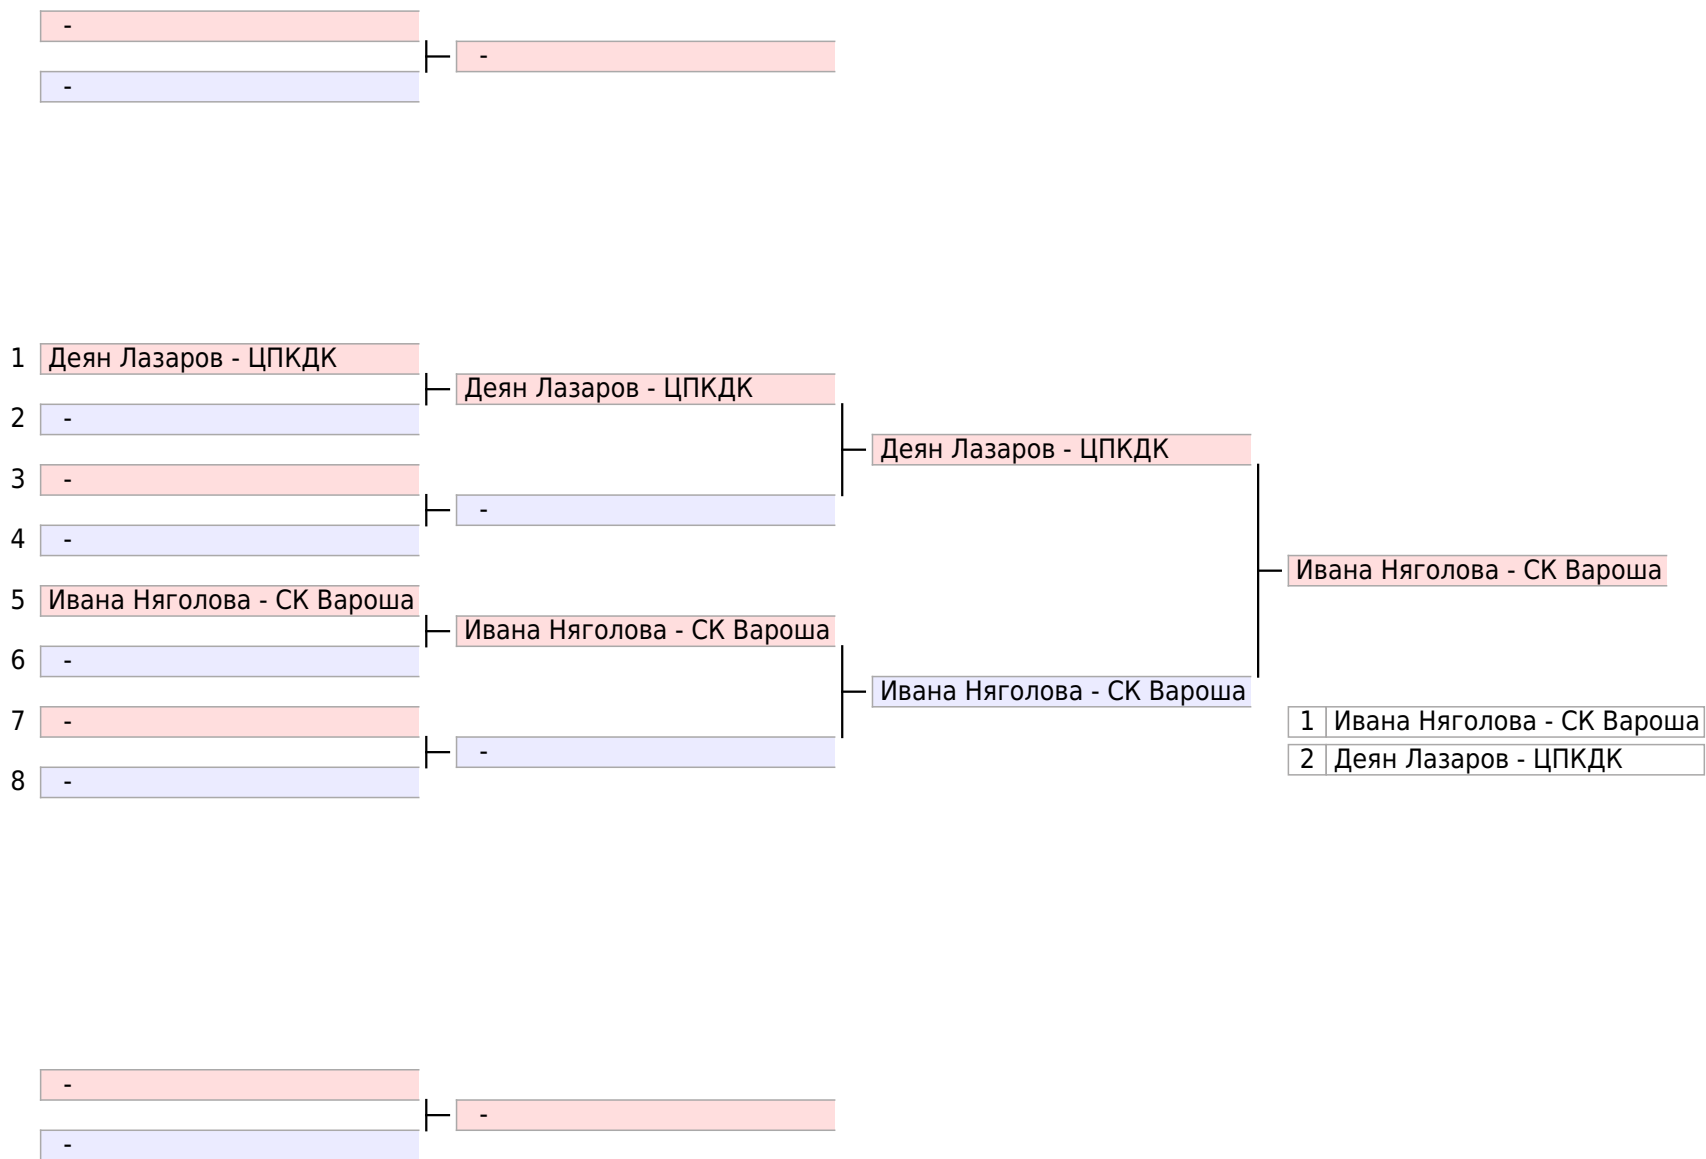 -
-
-
1 Деян Лазаров - ЦПКДК
Деян Лазаров - ЦПКДК
2 -
Деян Лазаров - ЦПКДК
3 -
-
4 -
Ивана Няголова - СК Вароша
5 Ивана Няголова - СК Вароша
Ивана Няголова - СК Вароша
6 -
Ивана Няголова - СК Вароша
7 -
1 Ивана Няголова - СК Вароша
-
2 Деян Лазаров - ЦПКДК
8 -
-
-
-